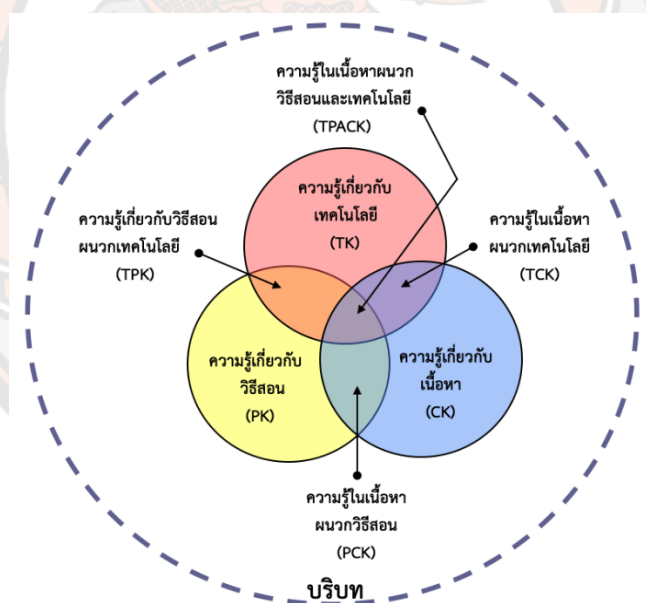 ความรู้ในเนื้อหาผนวก
วิธีสอนและเทคโนโลยี
(TPACK)
ความรู้เกี่ยวกับ
เทคโนโลยี
(TK)
ความรู้เกี่ยวกับวิธีสอน
ผนวกเทคโนโลยี
(TPK)
ความรู้ในเนื้อหา
ผนวกเทคโนโลยี
(TCK)
ความรู้เกี่ยวกับ
วิธีสอน
(PK)
ความรู้เกี่ยวกับ
เนื้อหา
(CK)
ความรู้ในเนื้อหา
ผนวกวิธีสอน
(PCK)
บริบท